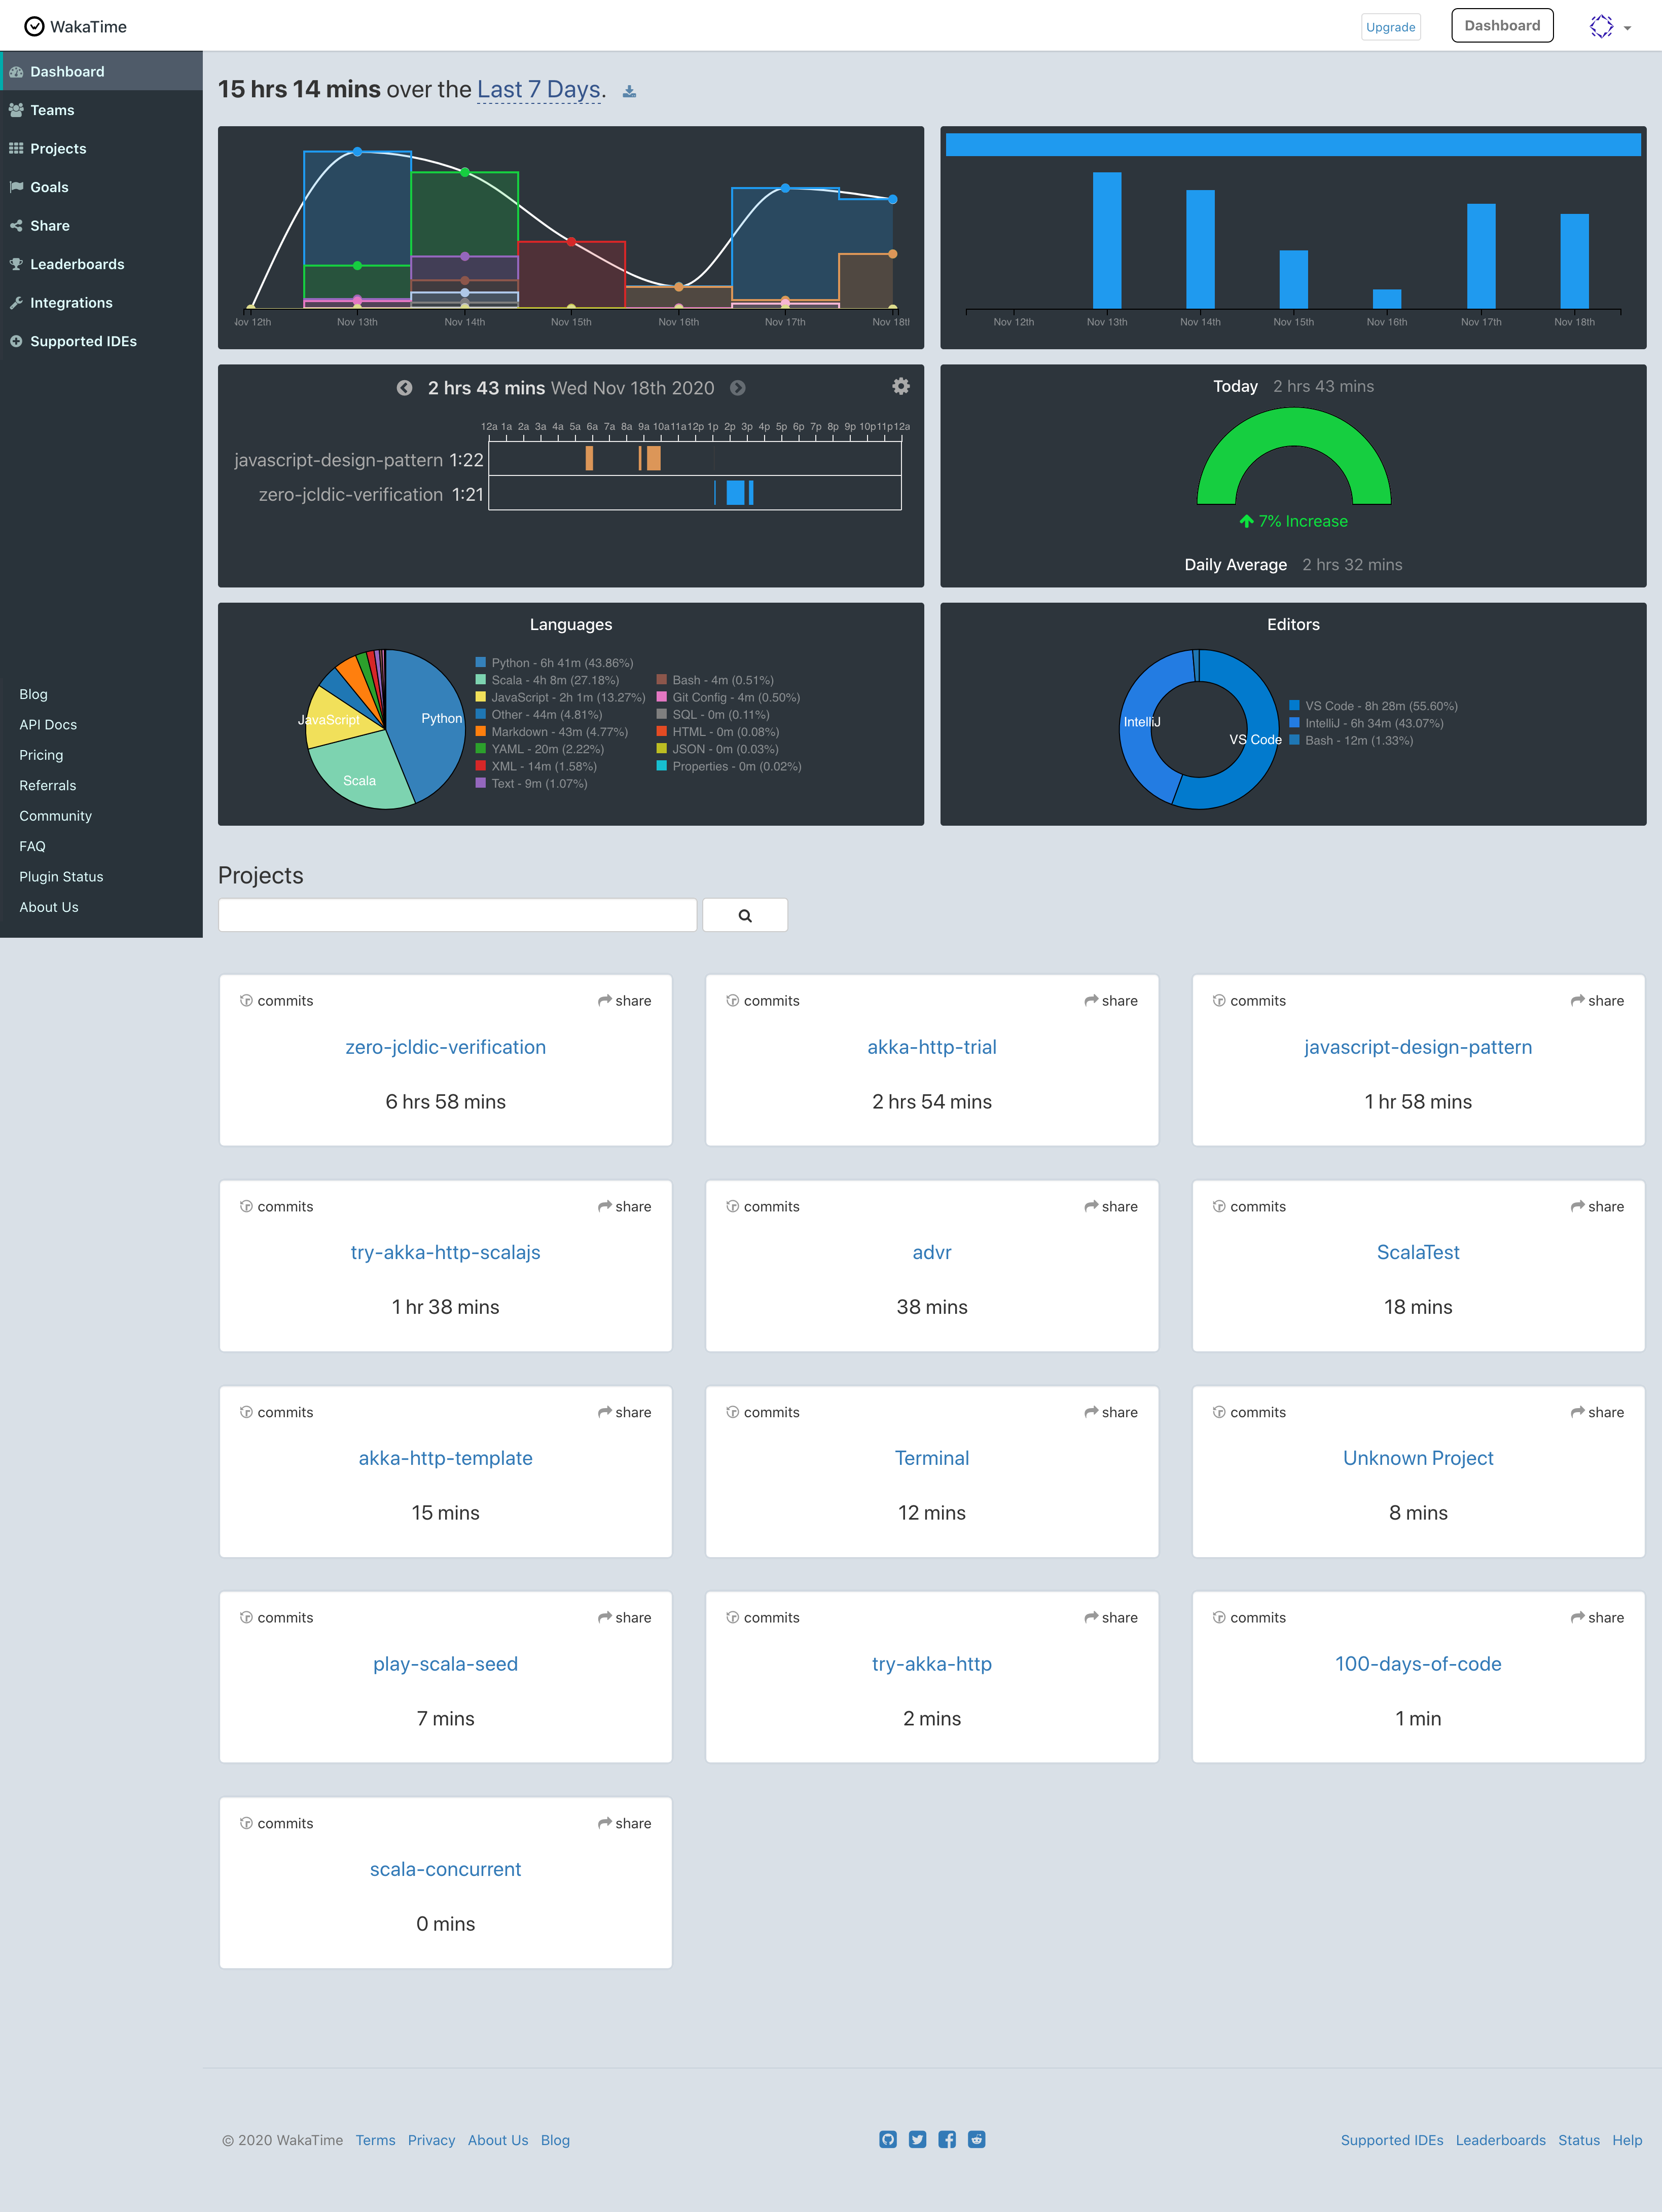 WakaTime
Upgrade
Dashboard
Dashboard
Teams
Projects
Goals
Share
Leaderboards
Integrations
Supported IDEs
Blog
API Docs
Pricing
Referrals
Community
FAQ
Plugin Status
About Us
15 hrs 14 mins over the Last 7 Days.
Nov 13th Nov 14th Nov 15th Nov 16th Nov 17th
Nov 12th Nov 13th Nov 14th Nov 15th Nov 16th Nov 17th Nov 18th
2 hrs 43 mins Wed Nov 18th 2020
12a 1a 2a 3a 4a 5a 6a 7a 8a 9a 10a 11a 12p 1p 2p 3p 4p 5p 6p 7p 8p 9p 10p 11p 12a
javascript-design-pattern 1:22
zero-jcldic-verification 1:21
Today 2 hrs 43 mins
7% Increase
Daily Average 2 hrs 32 mins
Languages
JavaScript
Python
Scala
Python - 6h 41m (43.86%)
Scala - 4h 8m (27.18%)
JavaScript - 2h 1m (13.27%)
Other - 44m (4.81%)
Markdown - 43m (4.77%)
YAML - 20m (2.22%)
XML - 14m (1.58%)
Text - 9m (1.07%)
Bash - 4m (0.51%)
Git Config - 4m (0.50%)
SQL - 0m (0.11%)
HTML - 0m (0.08%)
JSON - 0m (0.03%)
Properties - 0m (0.02%)
Editors
IntelliJ
VS Code
VS Code - 8h 28m (55.60%)
IntelliJ - 6h 34m (43.07%)
Bash - 12m (1.33%)
Projects
commits share
zero-jcldic-verification
6 hrs 58 mins
commits share
akka-http-trial
2 hrs 54 mins
commits share
javascript-design-pattern
1 hr 58 mins
commits share
try-akka-http-scalajs
1 hr 38 mins
commits share
advr
38 mins
commits share
ScalaTest
18 mins
commits share
akka-http-template
15 mins
commits share
Terminal
12 mins
commits share
Unknown Project
8 mins
commits share
play-scala-seed
7 mins
commits share
try-akka-http
2 mins
commits share
100-days-of-code
1 min
commits share
scala-concurrent
0 mins
© 2020 WakaTime Terms Privacy About Us Blog
Supported IDEs Leaderboards Status Help